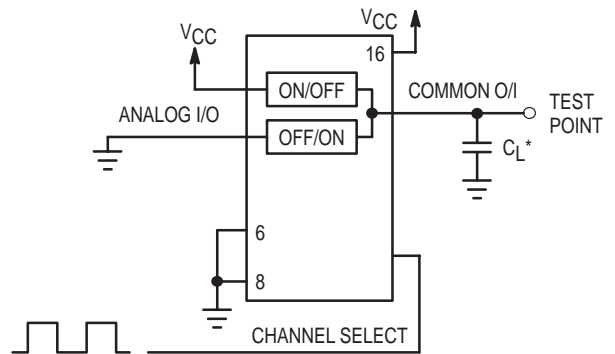 VCC
VCC
16
ON/OFF
COMMON O/I
TEST
POINT
ANALOG I/O
OFF/ON
CL*
6
8
CHANNEL SELECT